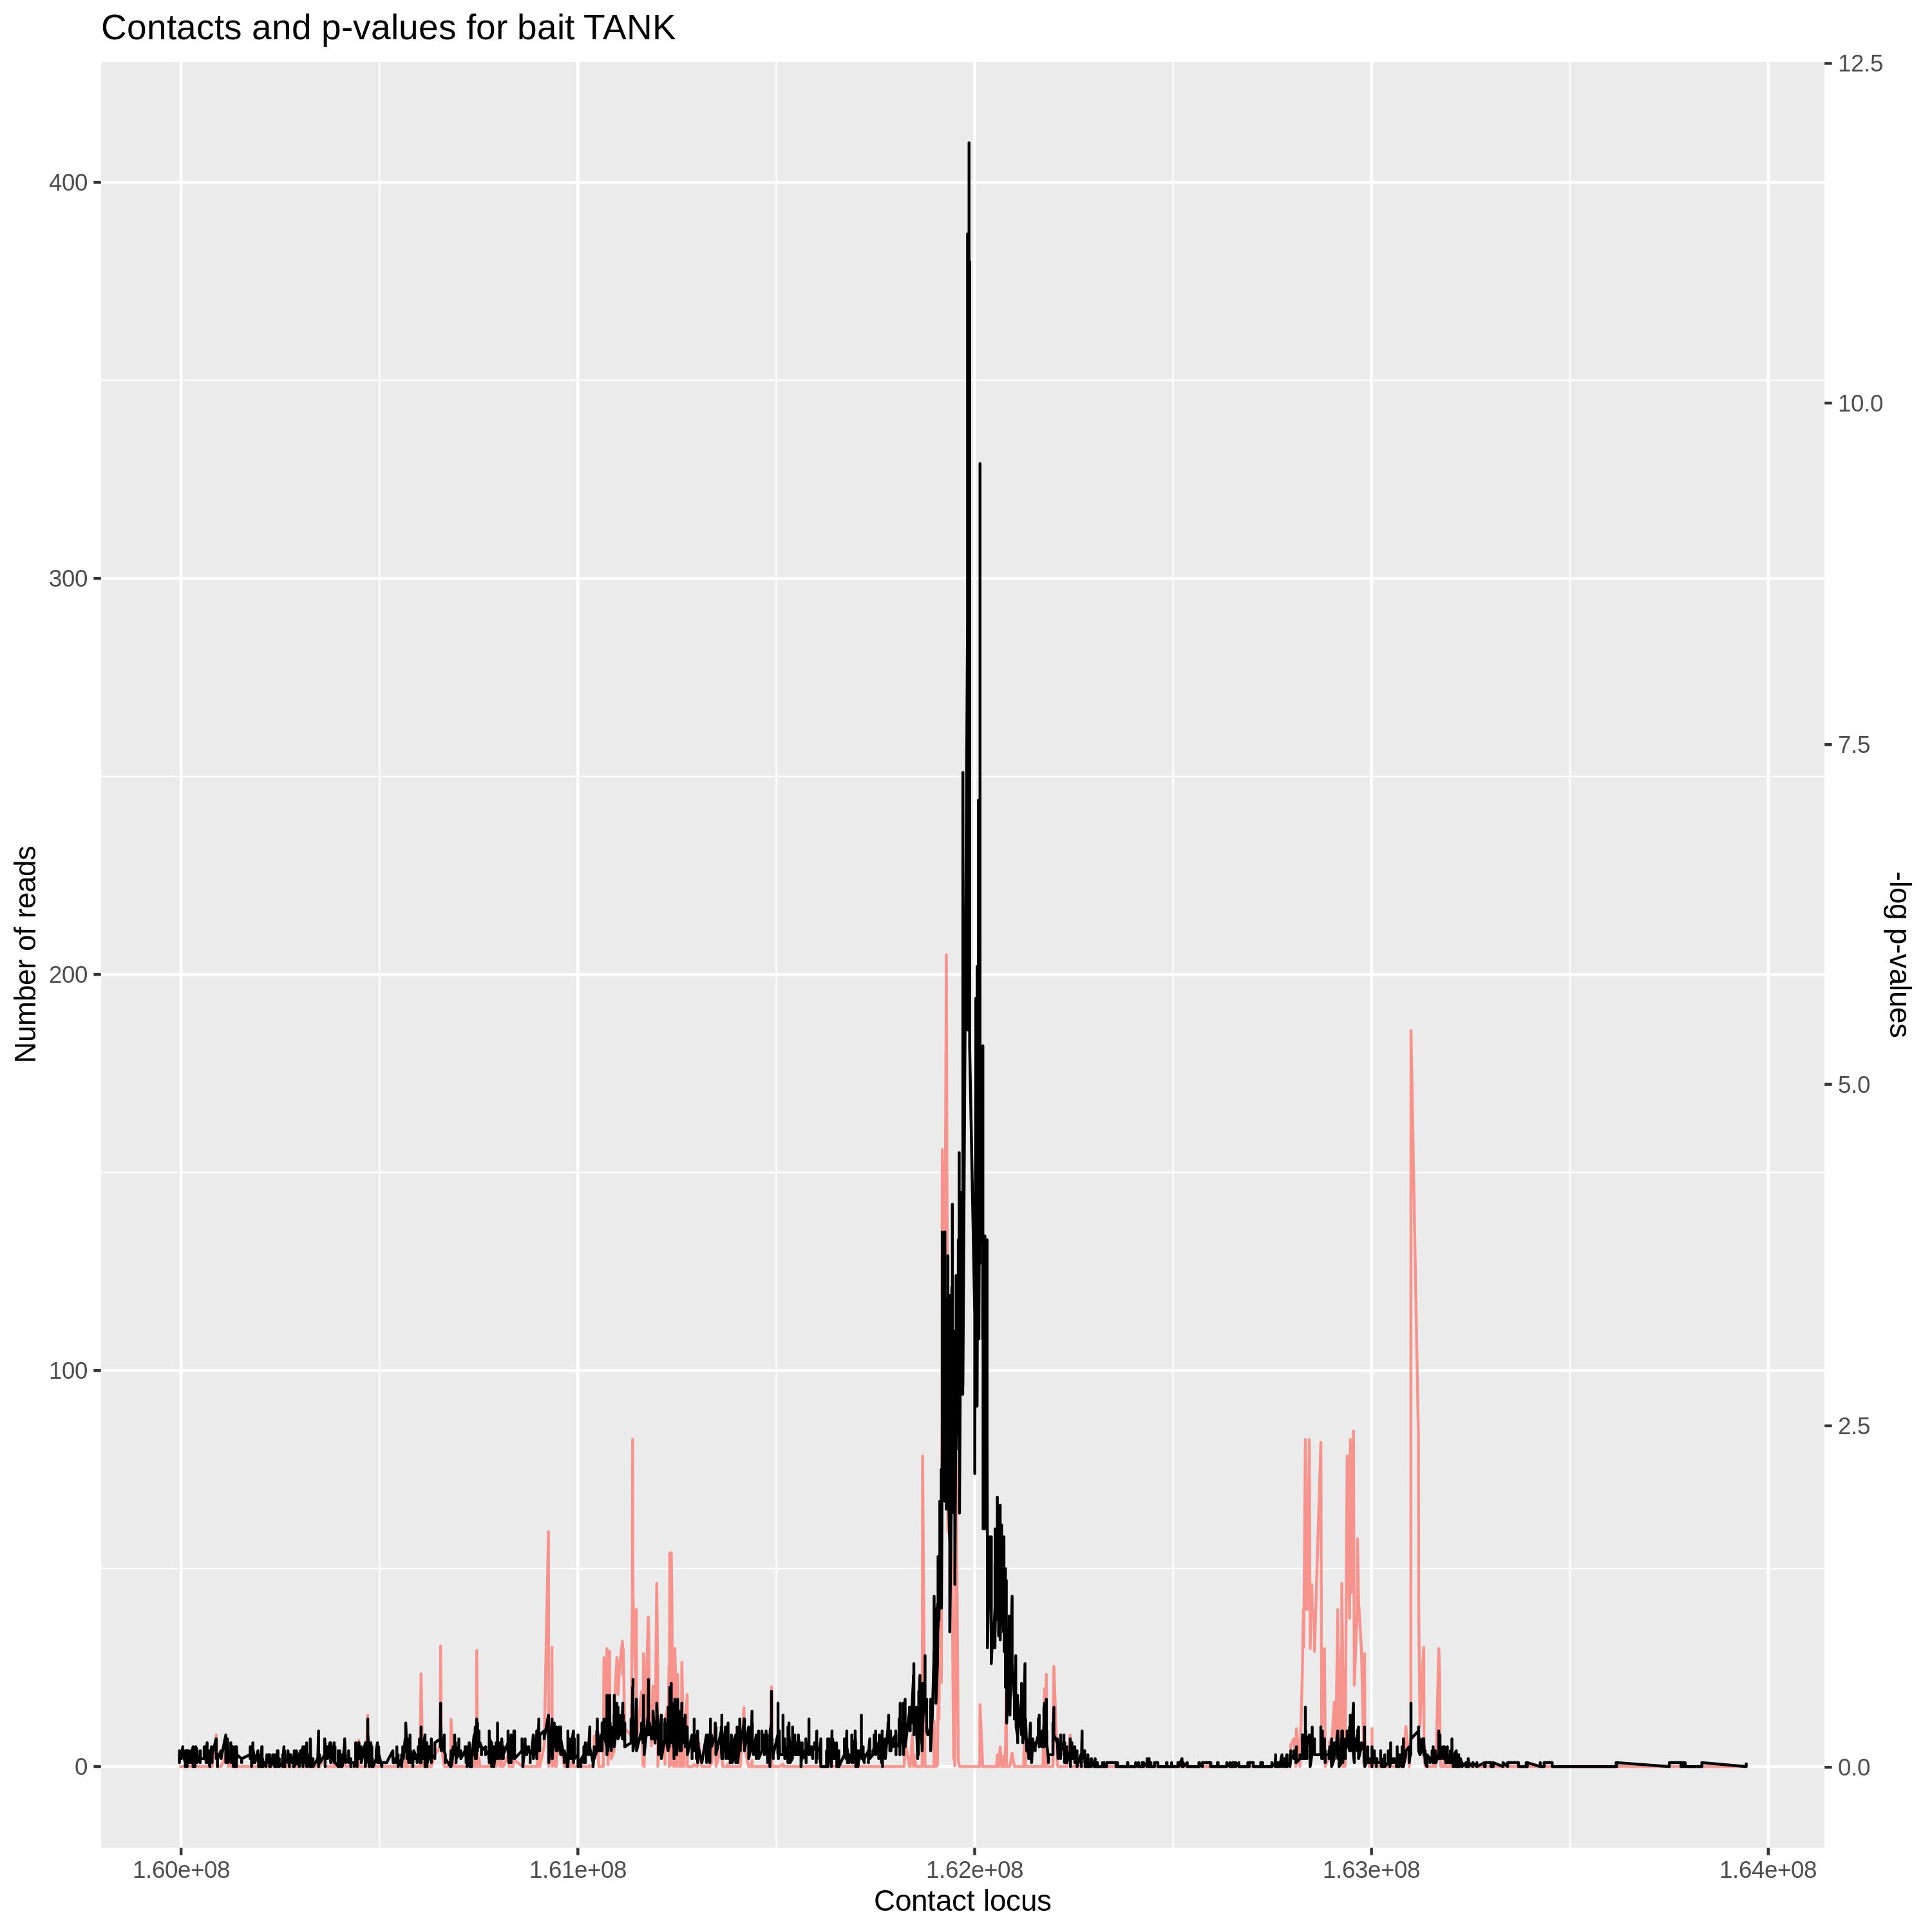 Contacts and p-values for bait TANK
12.5
400
10.0
300
7.5
Number of reads
-log p-values
200
5.0
100
2.5
0
0.0
1.60e+08
1.61e+08
1.62e+08
1.63e+08
1.64e+08
Contact locus